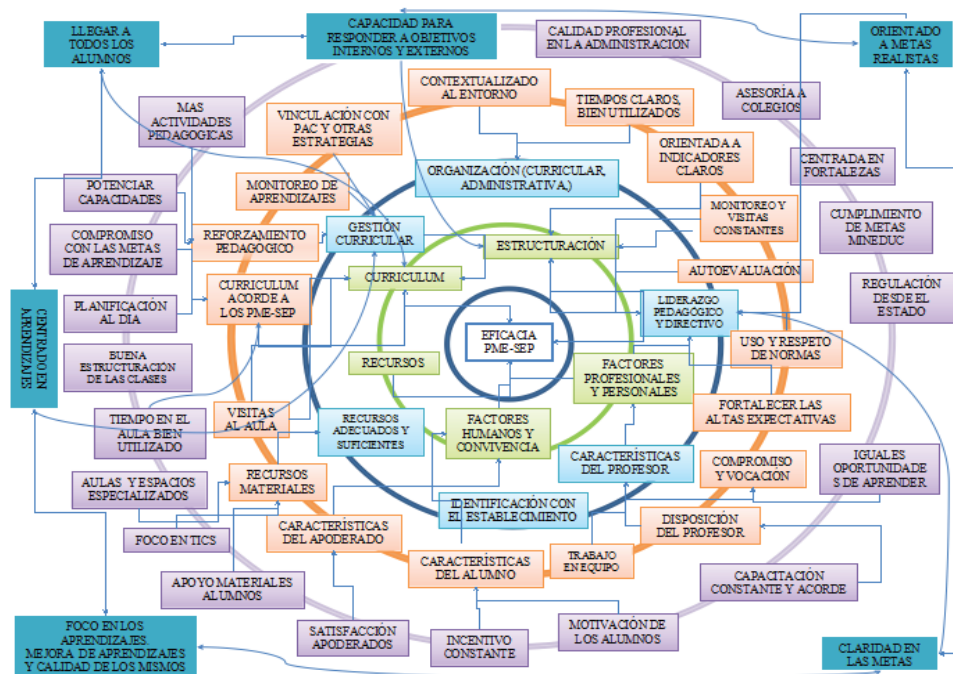 LLEGAR A
TODOS LOS
ALUMNOS
CAPACIDAD PARA
RESPONDER A OBJETIVOS
INTERNOS Y EXTERNOS
CALIDAD PROFESIONAL
EN LA ADMINISTRACION
ORIENTADO
A METAS
REALISTAS
MAS
ACTIVIDADES
PEDAGOGICAS
VINCULACIÓN CON
PAC Y OTRAS
ESTRATEGIAS
CONTEXTUALIZADO
AL ENTORNO
TIEMPOS CLAROS,
BIEN UTILIZADOS
ASESORÍA A
COLEGIOS
ORIENTADA A
INDICADORES
CLAROS
CENTRADA EN
FORTALEZAS
POTENCIAR
CAPACIDADES
MONITOREO DE
APRENDIZAJES
ORGANIZACIÓN (CURRICULAR,
ADMINISTRATIVA,)
MONITOREO Y
VISITAS
CONSTANTES
CUMPLIMIENTO
DE METAS
MINEDUC
COMPROMISO
CON LAS METAS
DE APRENDIZAJE
REFORZAMIENTO
PEDAGOGICO
GESTIÓN
CURRICULAR
ESTRUCTURACIÓN
CURRICULUM
AUTOEVALUACIÓN
REGULACIÓN
DESDE EL
ESTADO
PLANIFICACIÓN
AL DIA
CURRICULUM
ACORDE A
LOS PME-SEP
LIDERAZGO
PEDAGÓGICO
Y DIRECTIVO
CENTRADO EN
APRENDIZAJES
EFICACIA
PME-SEP
USO Y RESPETO
DE NORMAS
BUENA
ESTRUCTURACIÓN
DE LAS CLASES
RECURSOS
FACTORES
PROFESIONALES
Y PERSONALES
TIEMPO EN EL
AULA BIEN
UTILIZADO
VISITAS
AL AULA
RECURSOS
ADECUADOS Y
SUFICIENTES
FACTORES
HUMANOS Y
CONVIVENCIA
FORTALECER LAS
ALTAS EXPECTATIVAS
CARACTERÍSTICAS
DEL PROFESOR
COMPROMISO
Y VOCACIÓN
IGUALES
OPORTUNIDADE
S DE APRENDER
AULAS Y ESPACIOS
ESPECIALIZADOS
RECURSOS
MATERIALES
IDENTIFICACIÓN CON
EL ESTABLECIMIENTO
DISPOSICIÓN
DEL PROFESOR
FOCO EN TICS
CARACTERÍSTICAS
DEL APODERADO
CARACTERÍSTICAS
DEL ALUMNO
TRABAJO
EN EQUIPO
CAPACITACIÓN
CONSTANTE Y ACORDE
APOYO MATERIALES
ALUMNOS
FOCO EN LOS
APRENDIZAJES.
MEJORA DE APRENDIZAJES
Y CALIDAD DE LOS MISMOS
SATISFACCIÓN
APODERADOS
INCENTIVO
CONSTANTE
MOTIVACIÓN DE
LOS ALUMNOS
CLARIDAD EN
LAS METAS